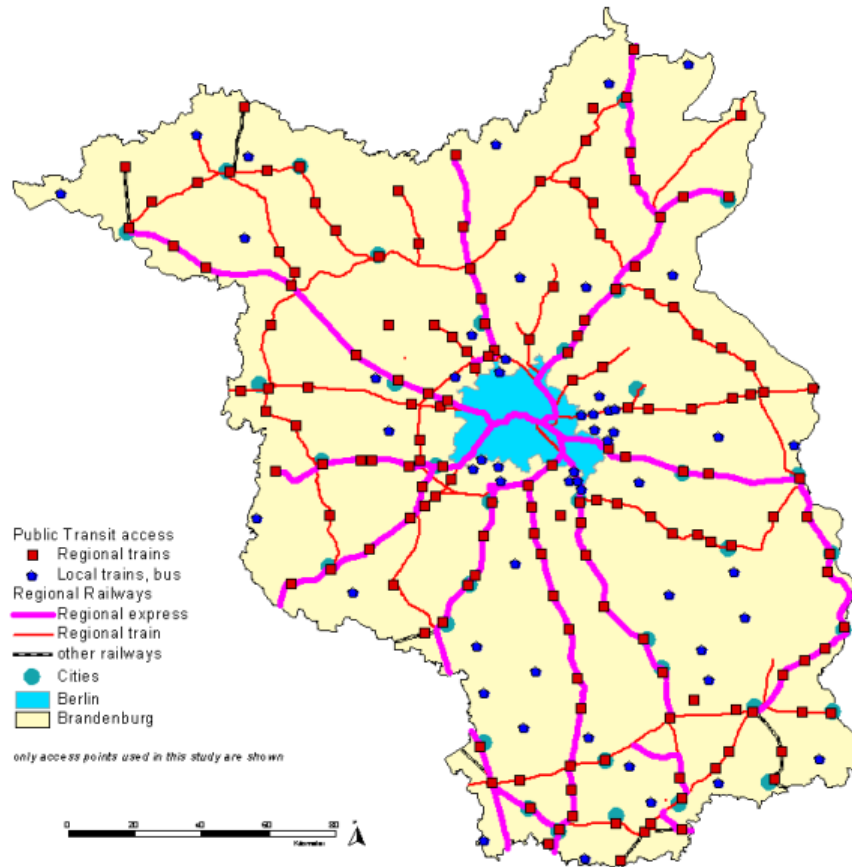 Public Transit access
Regional trains
Local trains, bus
Regional Railways
Regional express
Regional train
other railways
Cities
Berlin
Brandenburg
only access points used in this study are shown
0 20 40 60 80
Kilometers